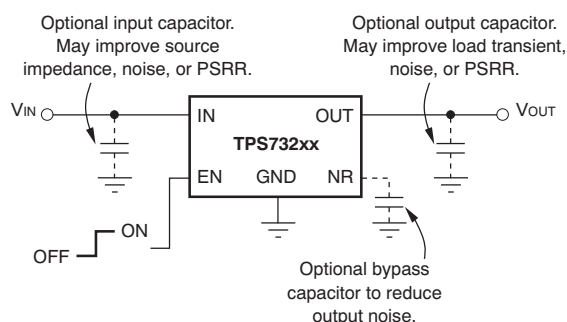 Optional input capacitor.
May improve source
impedance, noise, or PSRR.
Optional output capacitor.
May improve load transient,
noise, or PSRR.
VIN
IN
OUT
VOUT
TPS732xx
EN
GND
NR
OFF
ON
Optional bypass
capacitor to reduce
output noise.